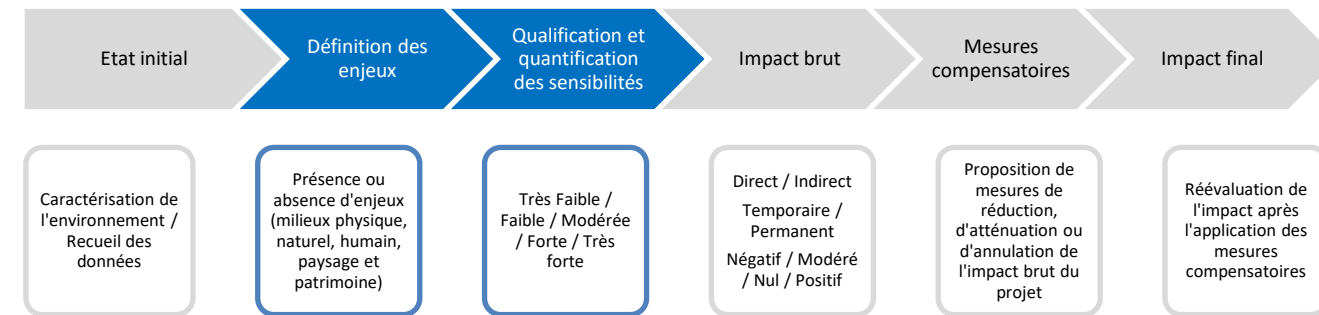 Etat initial
Définition des
enjeux
Qualification et
quantification
des sensibilités
Impact brut
Mesures
compensatoires
Impact final
Caractérisation de
l'environnement /
Recueil des
données
Présence ou
absence d'enjeux
(milieux physique,
naturel, humain,
paysage et
patrimoine)
Très Faible /
Faible / Modérée
/ Forte / Très
forte
Direct / Indirect
Temporaire /
Permanent
Négatif / Modéré
/ Nul / Positif
Proposition de
mesures de
réduction,
d'atténuation ou
d'annulation de
l'impact brut du
projet
Réévaluation de
l'impact après
l'application des
mesures
compensatoires